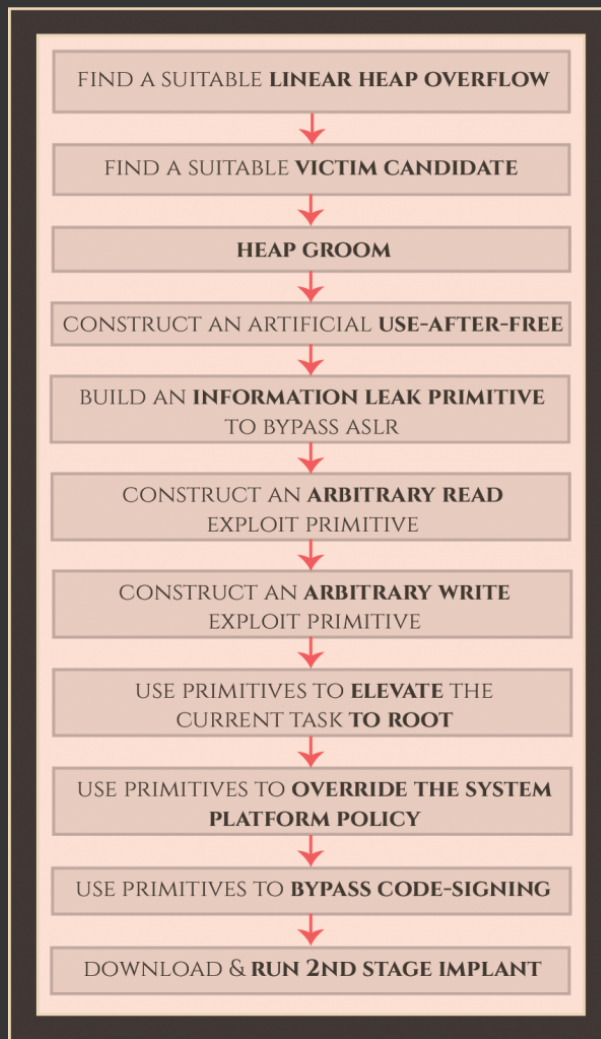 FIND A SUITABLE LINEAR HEAP OVERFLOW
FIND A SUITABLE VICTIM CANDIDATE
HEAP GROOM
CONSTRUCT AN ARTIFICIAL USE-AFTER-FREE
BUILD AN INFORMATION LEAK PRIMITIVE
TO BYPASS ASLR
CONSTRUCT AN ARBITRARY READ
EXPLOIT PRIMITIVE
CONSTRUCT AN ARBITRARY WRITE
EXPLOIT PRIMITIVE
USE PRIMITIVES TO ELEVATE THE
CURRENT TASK TO ROOT
USE PRIMITIVES TO OVERRIDE THE SYSTEM
PLATFORM POLICY
USE PRIMITIVES TO BYPASS CODE-SIGNING
DOWNLOAD & RUN 2ND STAGE IMPLANT